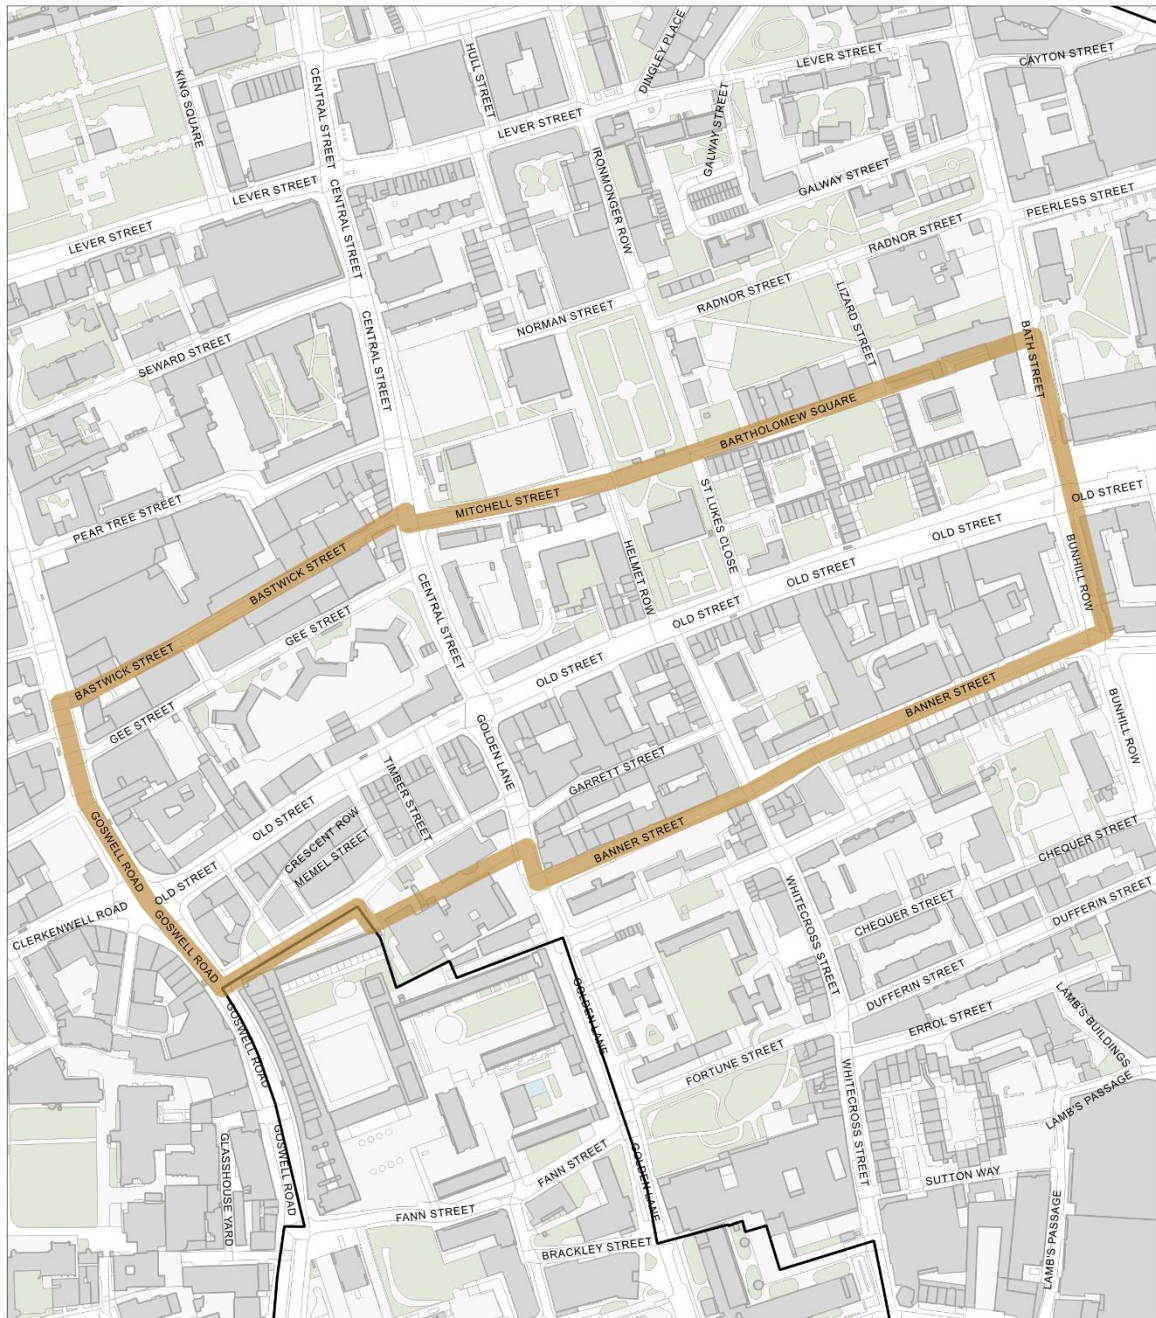 DINGLEY PLACE
HULL STREET
LEVER STREET
CAYTON STREET
KING SQUARE
CENTRAL STREET
LEVER STREET
GALWAY STREET
IRONMONGER ROW
GALWAY STREET
LEVER STREET
CENTRAL STREET
PEERLESS STREET
LEVER STREET
RADNOR STREET
RADNOR STREET
LIZARD STREET
NORMAN STREET
SEWARD STREET
CENTRAL STREET
BATH STREET
BARTHOLOMEW SQUARE
PEAR TREE STREET
MITCHELL STREET
ST LUKES CLOSE
OLD STREET
OLD STREET
BASTWICK STREET
HELMET ROW
OLD STREET
BUNHILL ROW
GEE STREET
CENTRAL STREET
OLD STREET
BASTWICK STREET
OLD STREET
GEE STREET
BANNER STREET
BUNHILL ROW
GOLDEN LANE
GARRETT STREET
TIMBER STREET
OLD STREET
CRESCENT ROW
MEMEL STREET
GOSWELL ROAD
BANNER STREET
CHEQUER STREET
OLD STREET
CLERKENWELL ROAD
GOSWELL ROAD
WHITECROSS STREET
CHEQUER STREET
DUFFERIN STREET
DUFFERIN STREET
GOLDEN LANE
ERROL STREET
LAMB'S BUILDINGS
GOSWELL ROAD
FORTUNE STREET
WHITECROSS STREET
LAMB'S PASSAGE
GLASSHOUSE YARD
GOSWELL ROAD
FANN STREET
GOLDEN LANE
SUTTON WAY
FANN STREET
BRACKLEY STREET
LAMB'S PASSAGE